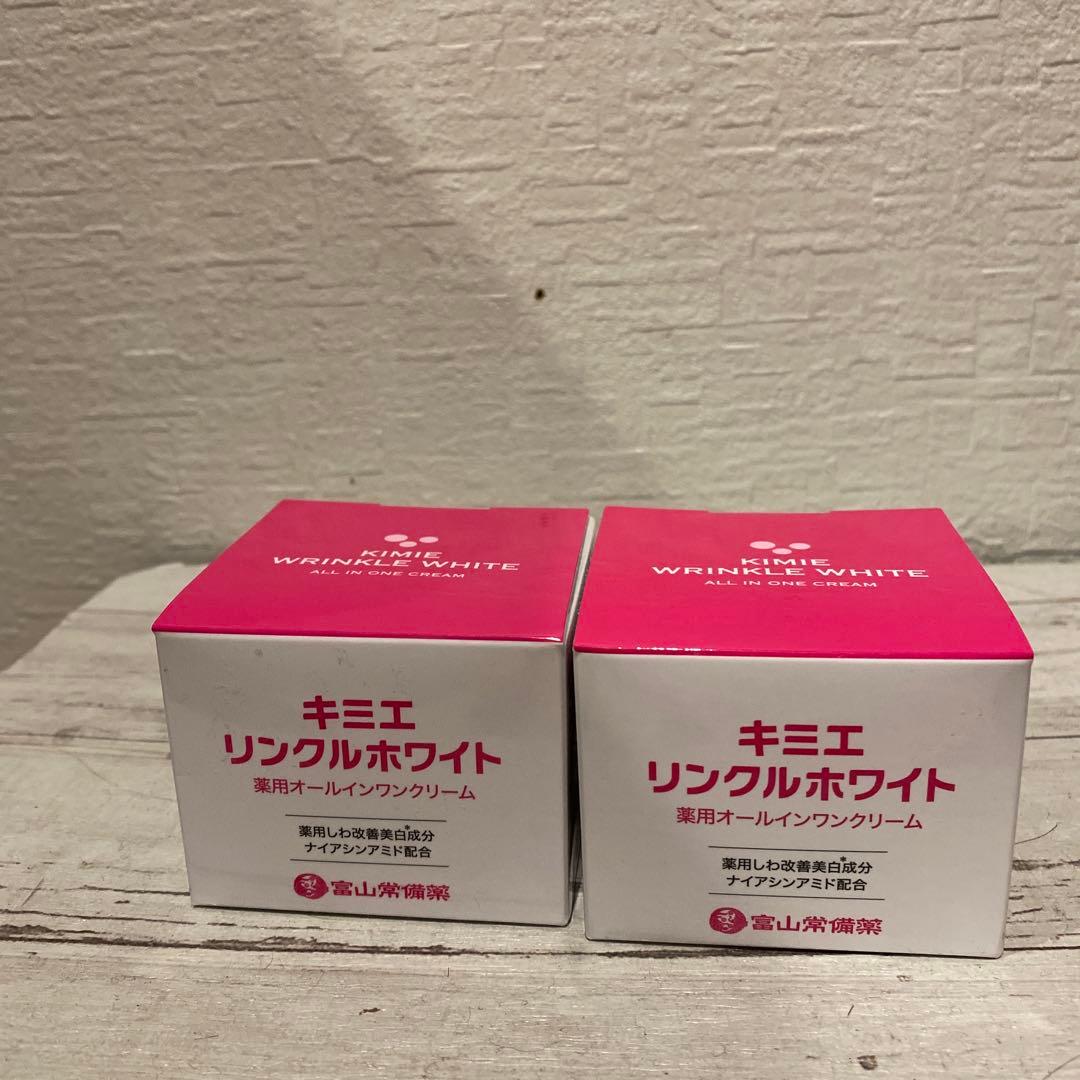 KIMIE
WRINKLE WHITE
ALL IN ONE CREAM
キミエ
リンクルホワイト
薬用オールインワンクリーム
薬用しわ改善美白*成分
ナイアシンアミド配合
富山常備薬
KIMIE
WRINKLE WHITE
ALL IN ONE CREAM
キミエ
リンクルホワイト
薬用オールインワンクリーム
薬用しわ改善美白*成分
ナイアシンアミド配合
富山常備薬